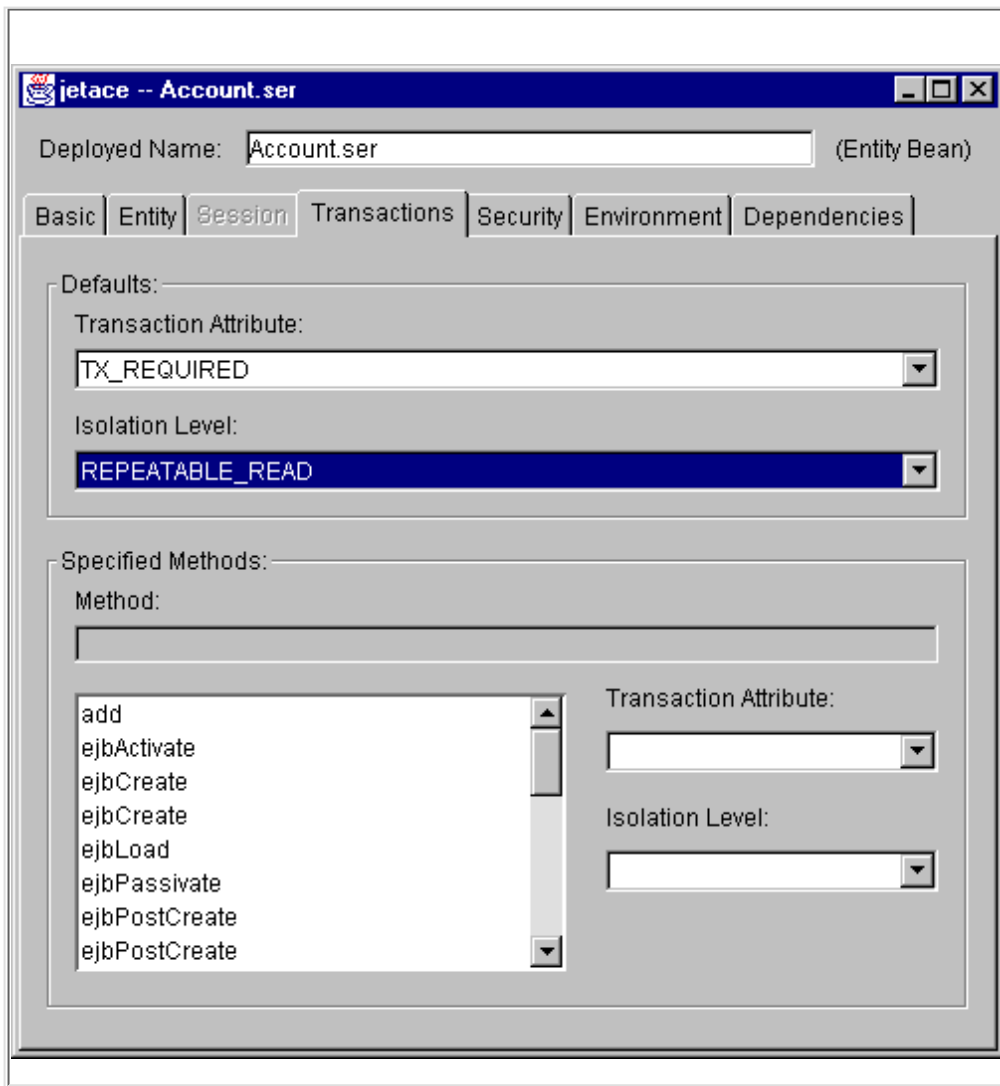 jetace -- Account.ser
Deployed Name: Account.ser (Entity Bean)
Basic Entity Session Transactions Security Environment Dependencies
Defaults:
Transaction Attribute:
TX_REQUIRED
Isolation Level:
REPEATABLE_READ
Specified Methods:
Method:
add
ejbActivate
ejbCreate
ejbCreate
ejbLoad
ejbPassivate
ejbPostCreate
ejbPostCreate
Transaction Attribute:
Isolation Level: